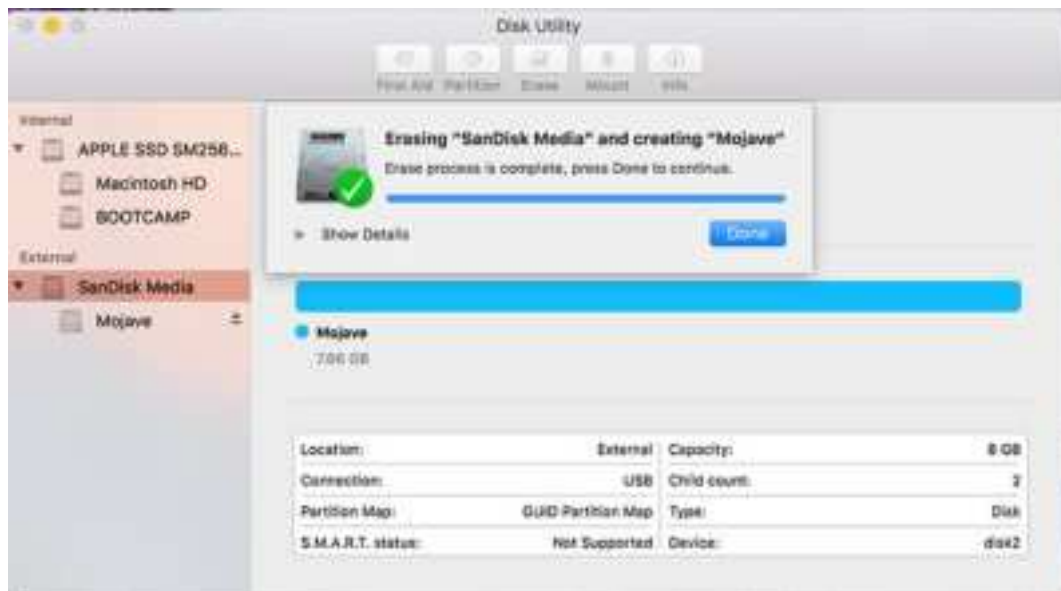 Disk Utility
First Aid Partition Erase Mount Info
Internal
APPLE SSD SM256...
Macintosh HD
BOOTCAMP
External
SanDisk Media
Mojave
Erasing "SanDisk Media" and creating "Mojave"
Erase process is complete, press Done to continue.
Show Details
Done
Mojave
7.86 GB
Location: External Capacity: 8 GB
Connection: USB Child count: 2
Partition Map: GUID Partition Map Type: Disk
S.M.A.R.T. status: Not Supported Device: disk2